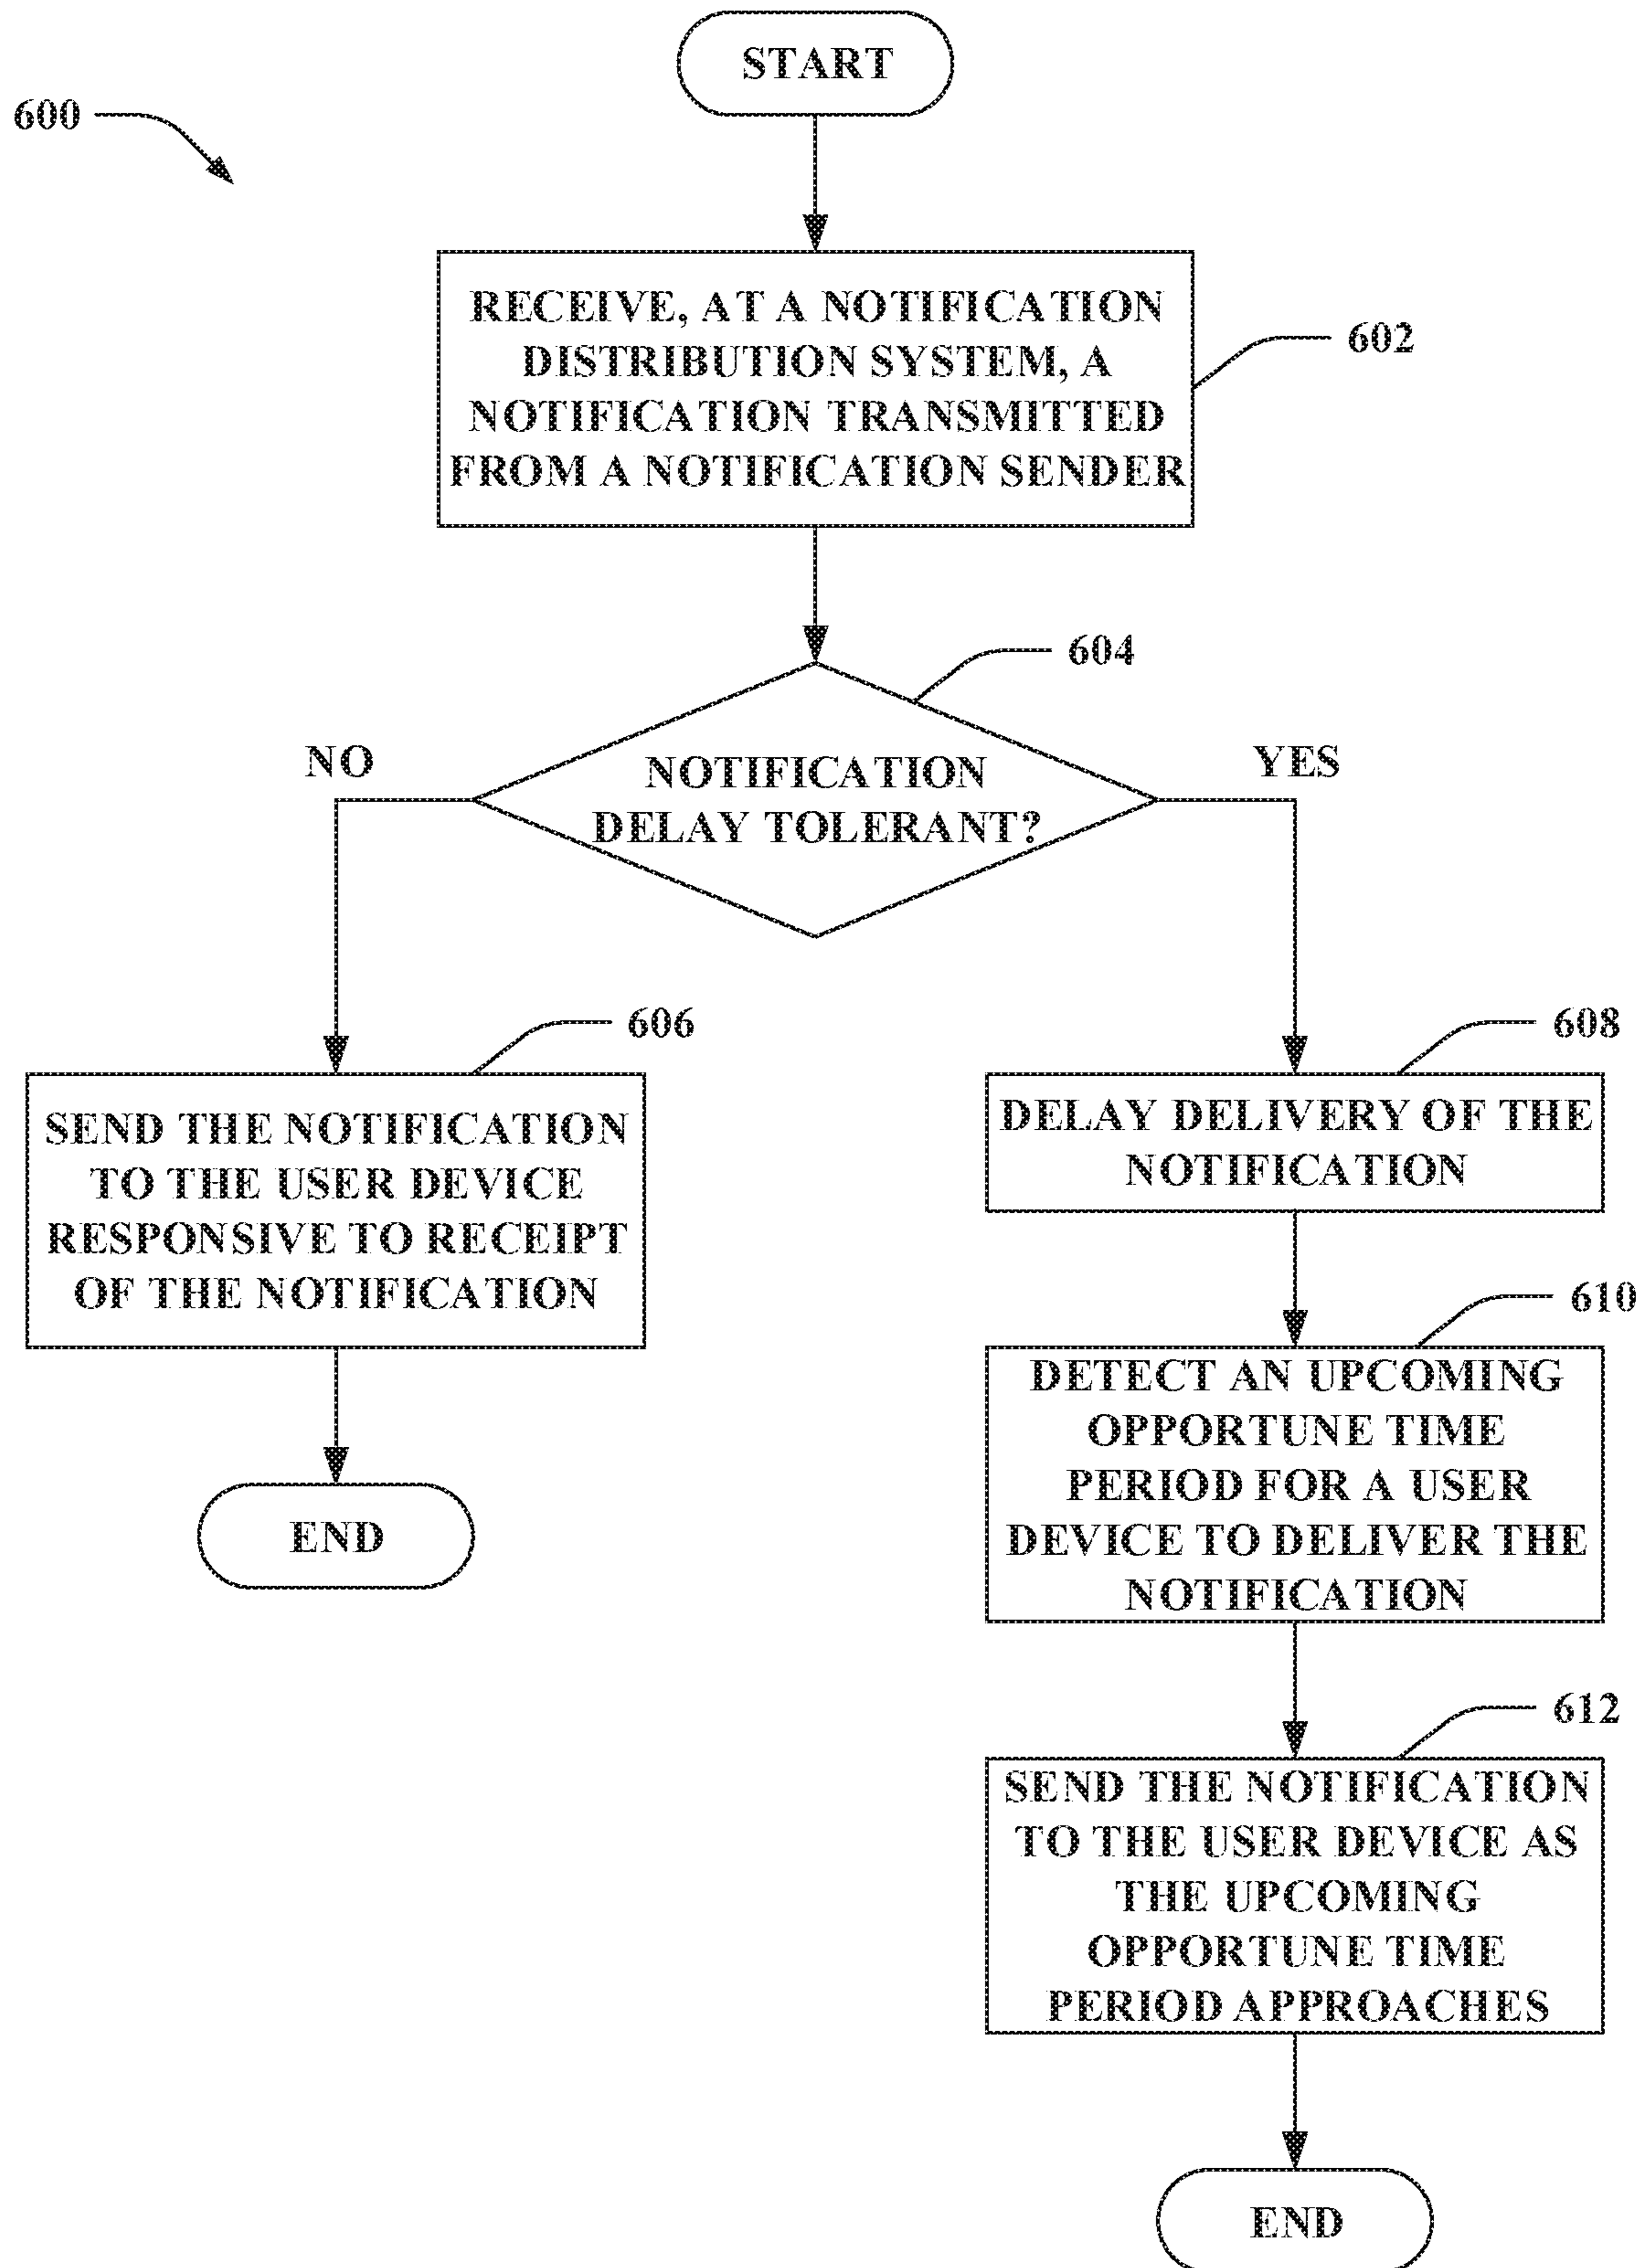 START
600
RECEIVE, AT A NOTIFICATION
DISTRIBUTION SYSTEM, A
NOTIFICATION TRANSMITTED
FROM A NOTIFICATION SENDER
602
604
NO
NOTIFICATION
DELAY TOLERANT?
YES
606
SEND THE NOTIFICATION
TO THE USER DEVICE
RESPONSIVE TO RECEIPT
OF THE NOTIFICATION
END
608
DELAY DELIVERY OF THE
NOTIFICATION
610
DETECT AN UPCOMING
OPPORTUNE TIME
PERIOD FOR A USER
DEVICE TO DELIVER THE
NOTIFICATION
612
SEND THE NOTIFICATION
TO THE USER DEVICE AS
THE UPCOMING
OPPORTUNE TIME
PERIOD APPROACHES
END